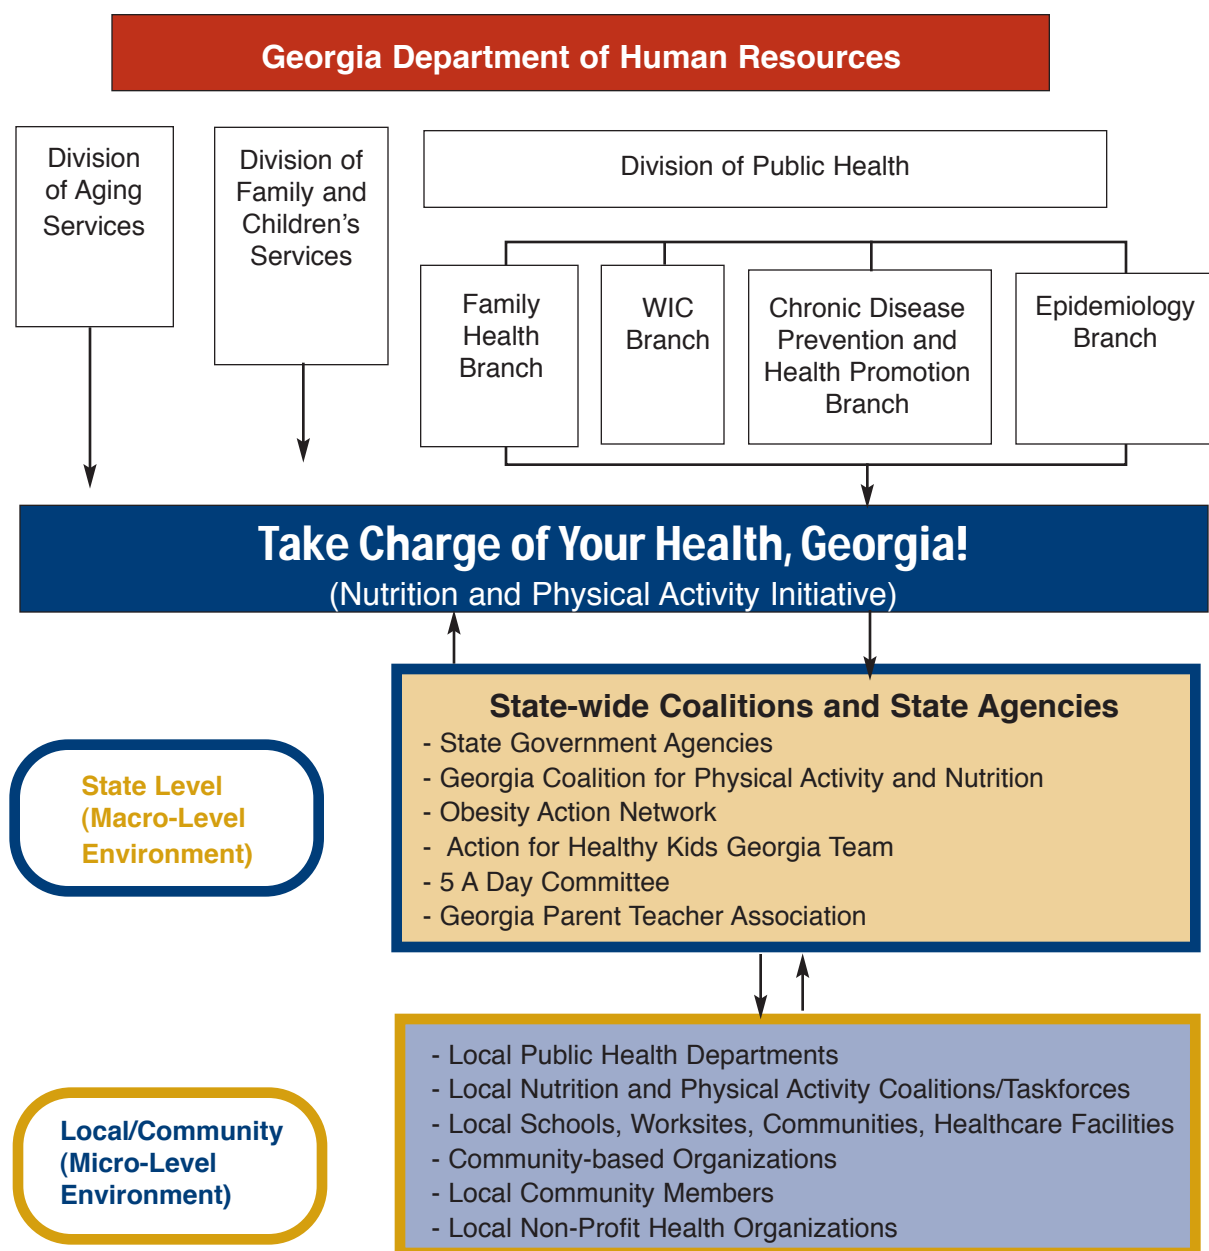 Georgia Department of Human Resources
Division
of Aging
Services
Division of
Family and
Children’s
Services
Division of Public Health
Family
Health
Branch
WIC
Branch
Chronic Disease
Prevention and
Health Promotion
Branch
Epidemiology
Branch
Take Charge of Your Health, Georgia!
(Nutrition and Physical Activity Initiative)
State Level
(Macro-Level
Environment)
State-wide Coalitions and State Agencies
- State Government Agencies
- Georgia Coalition for Physical Activity and Nutrition
- Obesity Action Network
- Action for Healthy Kids Georgia Team
- 5 A Day Committee
- Georgia Parent Teacher Association
Local/Community
(Micro-Level
Environment)
- Local Public Health Departments
- Local Nutrition and Physical Activity Coalitions/Taskforces
- Local Schools, Worksites, Communities, Healthcare Facilities
- Community-based Organizations
- Local Community Members
- Local Non-Profit Health Organizations